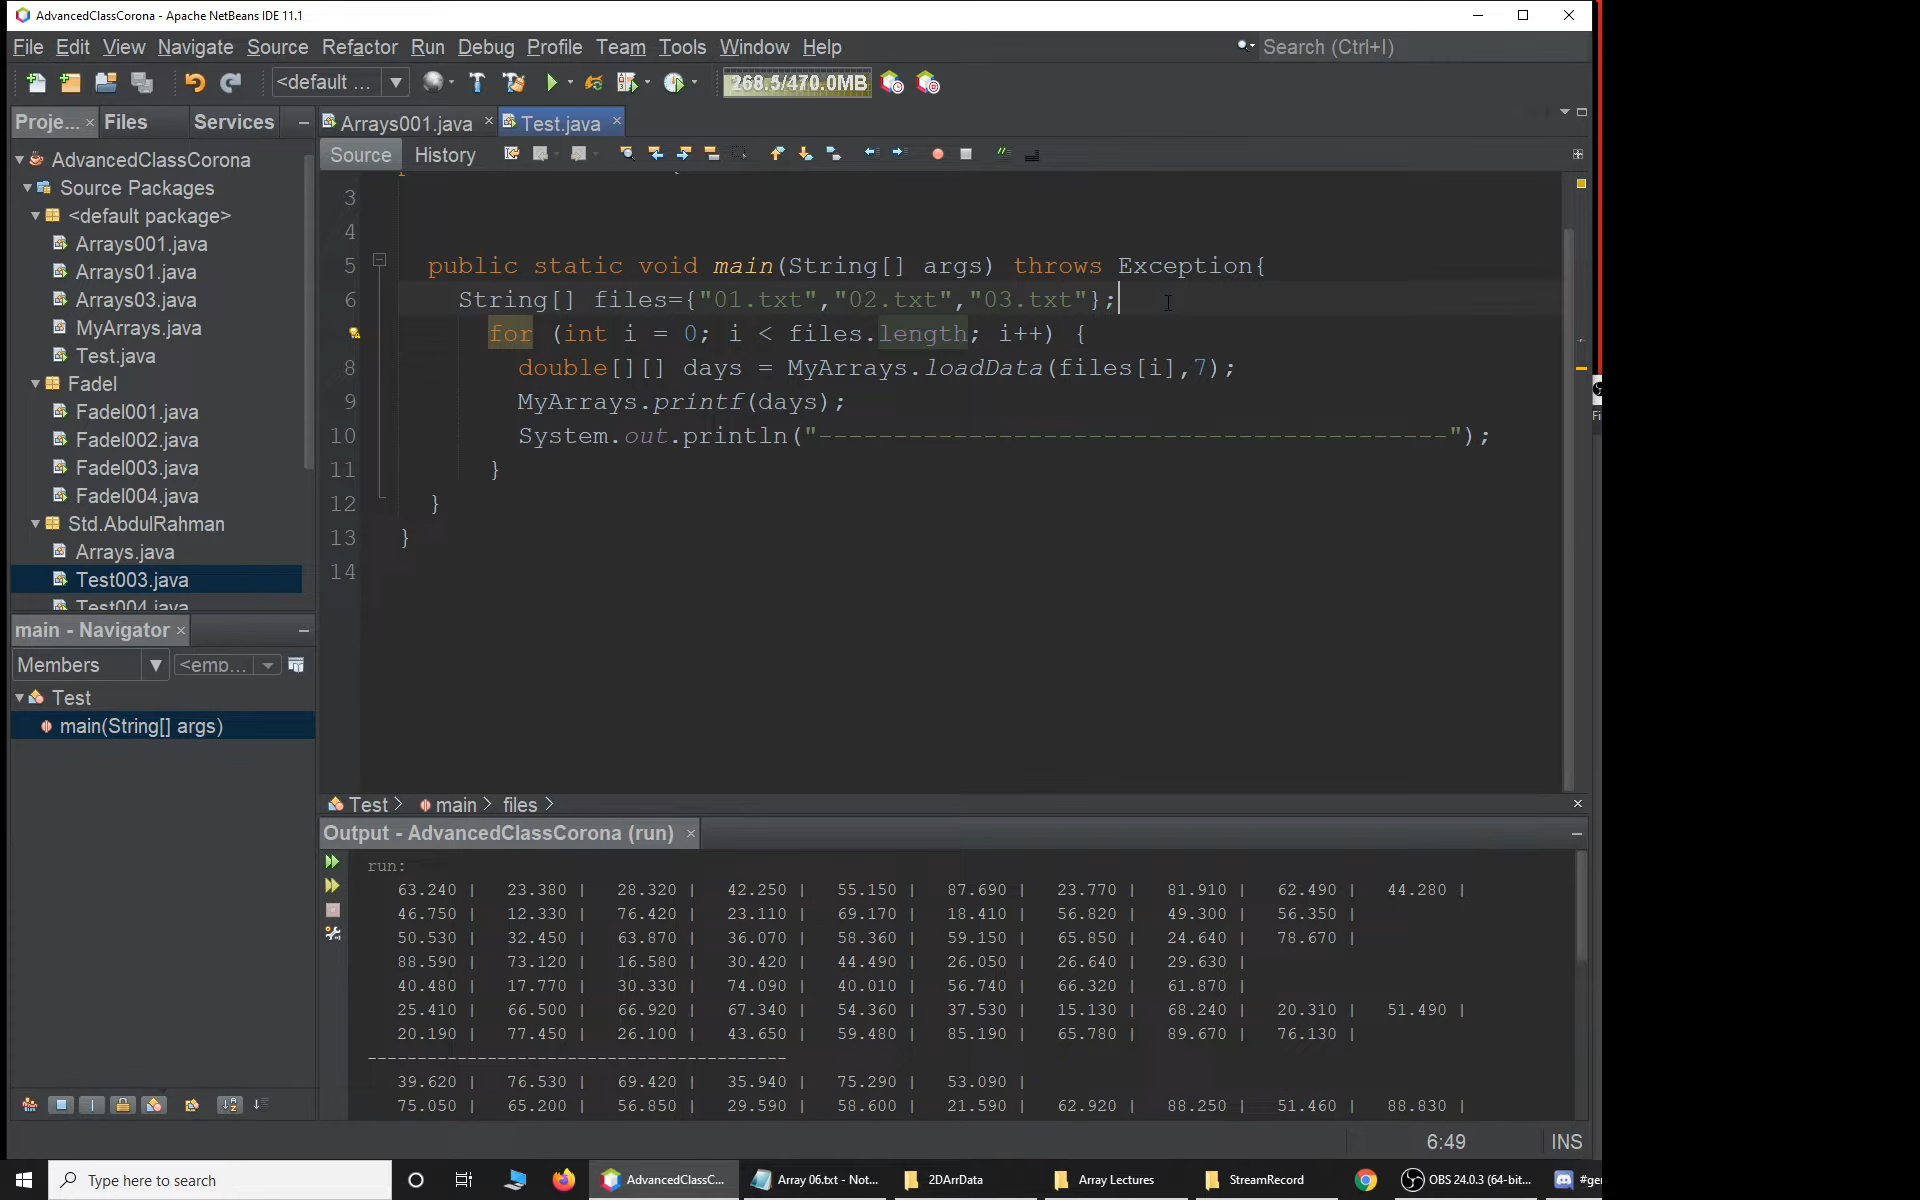 AdvancedClassCorona - Apache NetBeans IDE 11.1
File Edit View Navigate Source Refactor Run Debug Profile Team Tools Window Help
Search (Ctrl+I)
<default ...
268.5/470.0MB
Proje... × Files Services
Arrays001.java × Test.java ×
Source History
AdvancedClassCorona
Source Packages
<default package>
Arrays001.java
Arrays01.java
Arrays03.java
MyArrays.java
Test.java
Fadel
Fadel001.java
Fadel002.java
Fadel003.java
Fadel004.java
Std.AbdulRahman
Arrays.java
Test003.java
Test004.java
3
4
5 public static void main(String[] args) throws Exception{
6 String[] files={"01.txt","02.txt","03.txt"};
for (int i = 0; i < files.length; i++) {
8 double[][] days = MyArrays.loadData(files[i],7);
9 MyArrays.printf(days);
10 System.out.println("------------------------------------------");
11 }
12 }
13 }
14
main - Navigator ×
Members <emp...
Test
main(String[] args)
Test > main > files >
Output - AdvancedClassCorona (run) ×
run:
63.240 | 23.380 | 28.320 | 42.250 | 55.150 | 87.690 | 23.770 | 81.910 | 62.490 | 44.280 |
46.750 | 12.330 | 76.420 | 23.110 | 69.170 | 18.410 | 56.820 | 49.300 | 56.350 |
50.530 | 32.450 | 63.870 | 36.070 | 58.360 | 59.150 | 65.850 | 24.640 | 78.670 |
88.590 | 73.120 | 16.580 | 30.420 | 44.490 | 26.050 | 26.640 | 29.630 |
40.480 | 17.770 | 30.330 | 74.090 | 40.010 | 56.740 | 66.320 | 61.870 |
25.410 | 66.500 | 66.920 | 67.340 | 54.360 | 37.530 | 15.130 | 68.240 | 20.310 | 51.490 |
20.190 | 77.450 | 26.100 | 43.650 | 59.480 | 85.190 | 65.780 | 89.670 | 76.130 |
------------------------------------------
39.620 | 76.530 | 69.420 | 35.940 | 75.290 | 53.090 |
75.050 | 65.200 | 56.850 | 29.590 | 58.600 | 21.590 | 62.920 | 88.250 | 51.460 | 88.830 |
6:49 INS
Type here to search
AdvancedClassC...
Array 06.txt - Not...
2DArrData
Array Lectures
StreamRecord
OBS 24.0.3 (64-bit...
#ge